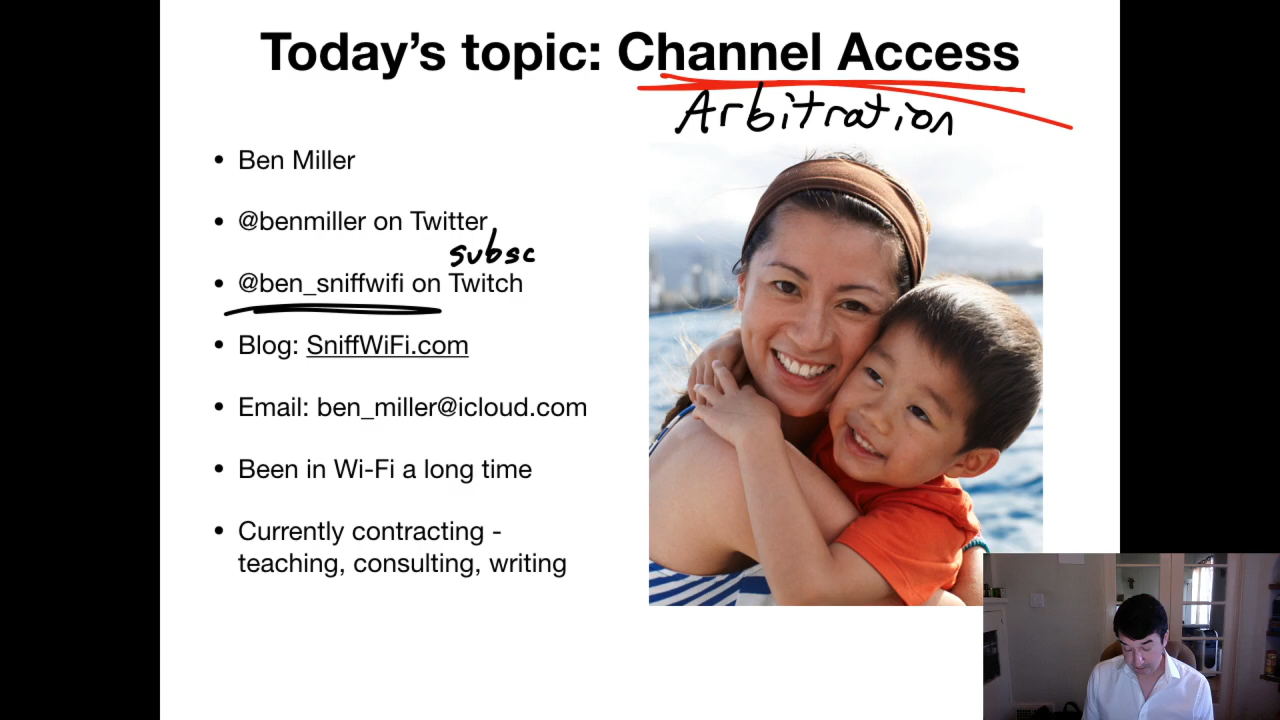 Today's topic: Channel Access
Arbitration
• Ben Miller
• @benmiller on Twitter
subsc
• @ben_sniffwifi on Twitch
• Blog: SniffWiFi.com
• Email: ben_miller@icloud.com
• Been in Wi-Fi a long time
• Currently contracting -
teaching, consulting, writing